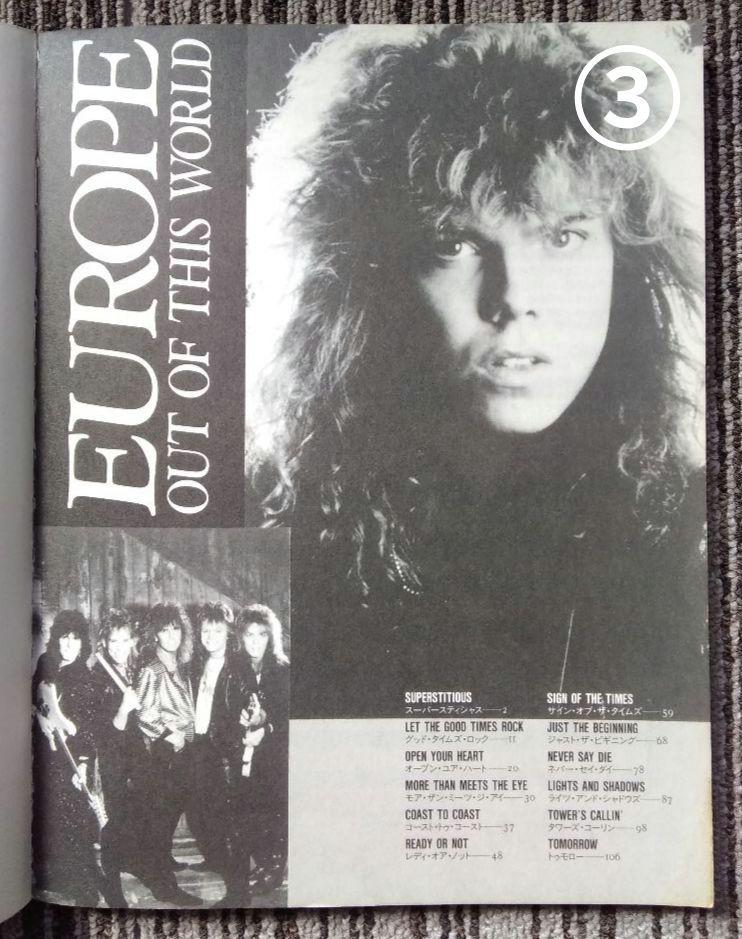 EUROPE
OUT OF THIS WORLD
③
SUPERSTITIOUS
スーパースティシャス——2
LET THE GOOD TIMES ROCK
グッド・タイムズ・ロック——11
OPEN YOUR HEART
オープン・ユア・ハート——20
MORE THAN MEETS THE EYE
モア・ザン・ミーツ・ジ・アイ——30
COAST TO COAST
コースト・トゥ・コースト——37
READY OR NOT
レディ・オア・ノット——48
SIGN OF THE TIMES
サイン・オブ・ザ・タイムズ——59
JUST THE BEGINNING
ジャスト・ザ・ビギニング——68
NEVER SAY DIE
ネバー・セイ・ダイ——78
LIGHTS AND SHADOWS
ライツ・アンド・シャドウズ——87
TOWER'S CALLIN'
タワーズ・コーリン——98
TOMORROW
トゥモロー——106